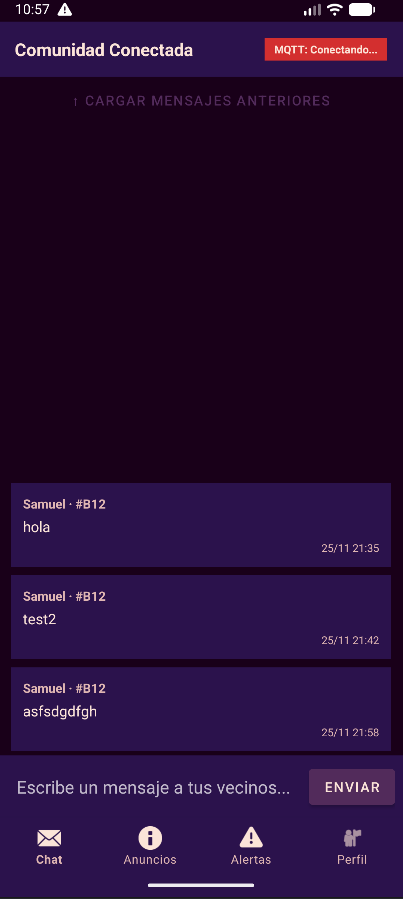 10:57
Comunidad Conectada
MQTT: Conectando...
↑ CARGAR MENSAJES ANTERIORES
Samuel · #B12
hola
25/11 21:35
Samuel · #B12
test2
25/11 21:42
Samuel · #B12
asfsdgdfgh
25/11 21:58
Escribe un mensaje a tus vecinos...
ENVIAR
Chat
Anuncios
Alertas
Perfil